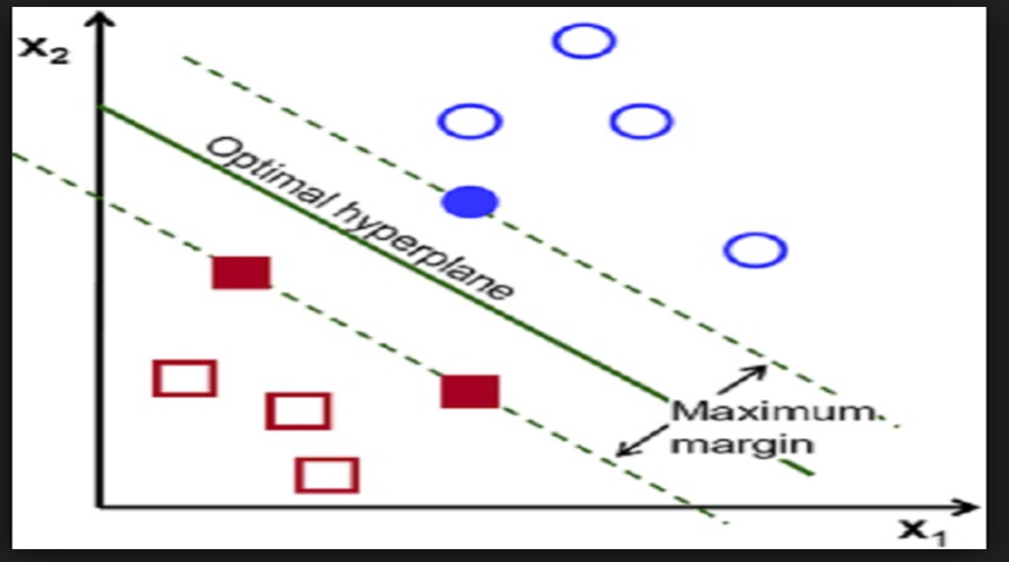 x₂
Optimal hyperplane
Maximum
margin
x₁